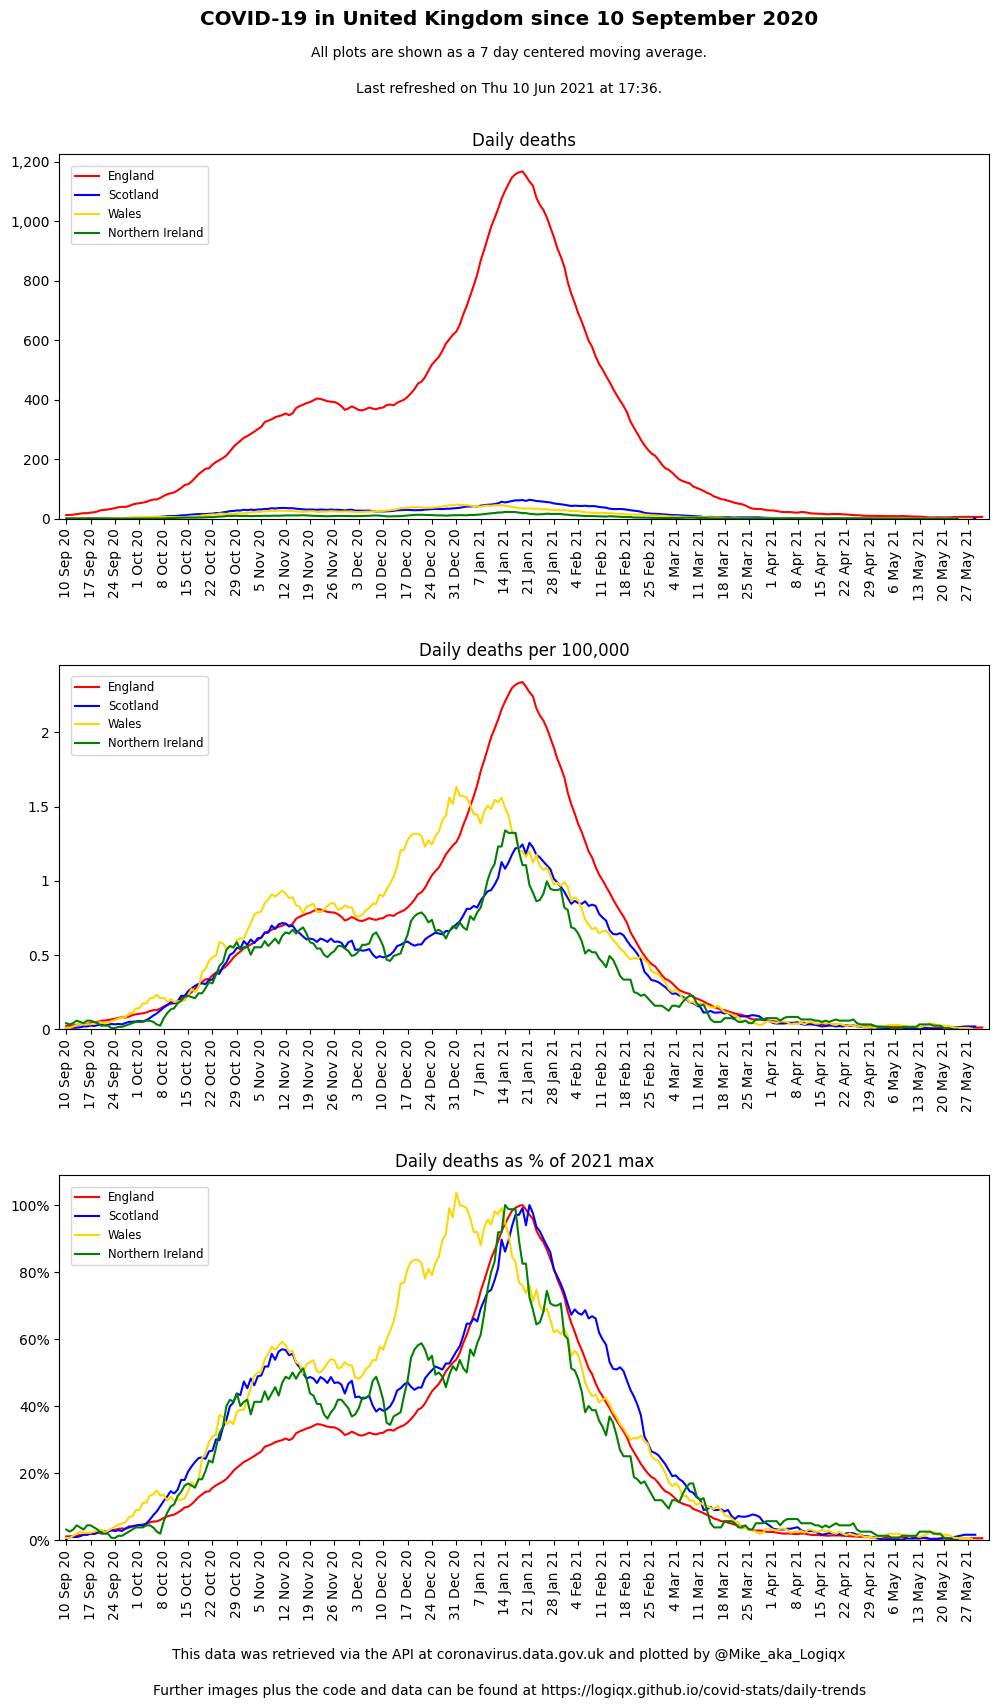 COVID-19 in United Kingdom since 10 September 2020
All plots are shown as a 7 day centered moving average.
Last refreshed on Thu 10 Jun 2021 at 17:36.
Daily deaths
1,200
1,000
800
600
400
200
0
England
Scotland
Wales
Northern Ireland
10 Sep 20
17 Sep 20
24 Sep 20
1 Oct 20
8 Oct 20
15 Oct 20
22 Oct 20
29 Oct 20
5 Nov 20
12 Nov 20
19 Nov 20
26 Nov 20
3 Dec 20
10 Dec 20
17 Dec 20
24 Dec 20
31 Dec 20
7 Jan 21
14 Jan 21
21 Jan 21
28 Jan 21
4 Feb 21
11 Feb 21
18 Feb 21
25 Feb 21
4 Mar 21
11 Mar 21
18 Mar 21
25 Mar 21
1 Apr 21
8 Apr 21
15 Apr 21
22 Apr 21
29 Apr 21
6 May 21
13 May 21
20 May 21
27 May 21
Daily deaths per 100,000
2
1.5
1
0.5
0
England
Scotland
Wales
Northern Ireland
10 Sep 20
17 Sep 20
24 Sep 20
1 Oct 20
8 Oct 20
15 Oct 20
22 Oct 20
29 Oct 20
5 Nov 20
12 Nov 20
19 Nov 20
26 Nov 20
3 Dec 20
10 Dec 20
17 Dec 20
24 Dec 20
31 Dec 20
7 Jan 21
14 Jan 21
21 Jan 21
28 Jan 21
4 Feb 21
11 Feb 21
18 Feb 21
25 Feb 21
4 Mar 21
11 Mar 21
18 Mar 21
25 Mar 21
1 Apr 21
8 Apr 21
15 Apr 21
22 Apr 21
29 Apr 21
6 May 21
13 May 21
20 May 21
27 May 21
Daily deaths as % of 2021 max
100%
80%
60%
40%
20%
0%
England
Scotland
Wales
Northern Ireland
10 Sep 20
17 Sep 20
24 Sep 20
1 Oct 20
8 Oct 20
15 Oct 20
22 Oct 20
29 Oct 20
5 Nov 20
12 Nov 20
19 Nov 20
26 Nov 20
3 Dec 20
10 Dec 20
17 Dec 20
24 Dec 20
31 Dec 20
7 Jan 21
14 Jan 21
21 Jan 21
28 Jan 21
4 Feb 21
11 Feb 21
18 Feb 21
25 Feb 21
4 Mar 21
11 Mar 21
18 Mar 21
25 Mar 21
1 Apr 21
8 Apr 21
15 Apr 21
22 Apr 21
29 Apr 21
6 May 21
13 May 21
20 May 21
27 May 21
This data was retrieved via the API at coronavirus.data.gov.uk and plotted by @Mike_aka_Logiqx
Further images plus the code and data can be found at https://logiqx.github.io/covid-stats/daily-trends